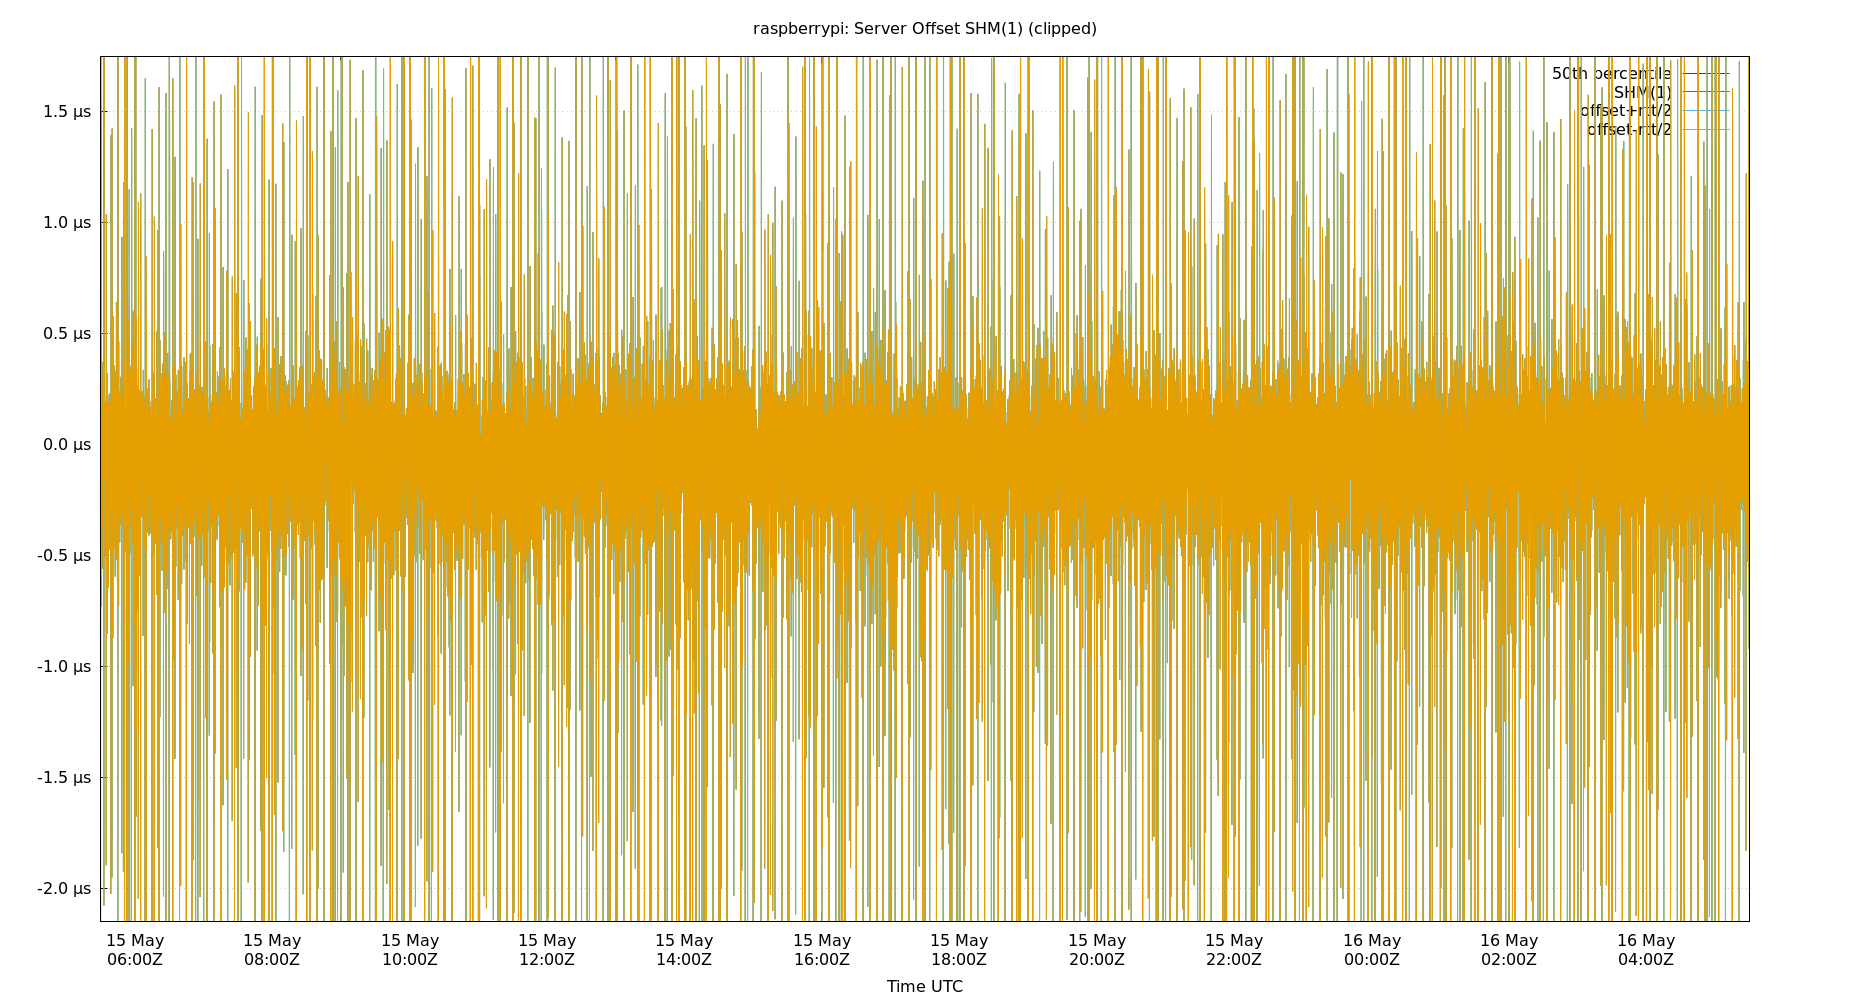 raspberrypi: Server Offset SHM(1) (clipped)
50th percentile
SHM(1)
offset+rtt/2
offset-rtt/2
1.5 µs
1.0 µs
0.5 µs
0.0 µs
-0.5 µs
-1.0 µs
-1.5 µs
-2.0 µs
15 May 15 May 15 May 15 May 15 May 15 May 15 May 15 May 15 May 16 May 16 May 16 May
06:00Z 08:00Z 10:00Z 12:00Z 14:00Z 16:00Z 18:00Z 20:00Z 22:00Z 00:00Z 02:00Z 04:00Z
Time UTC